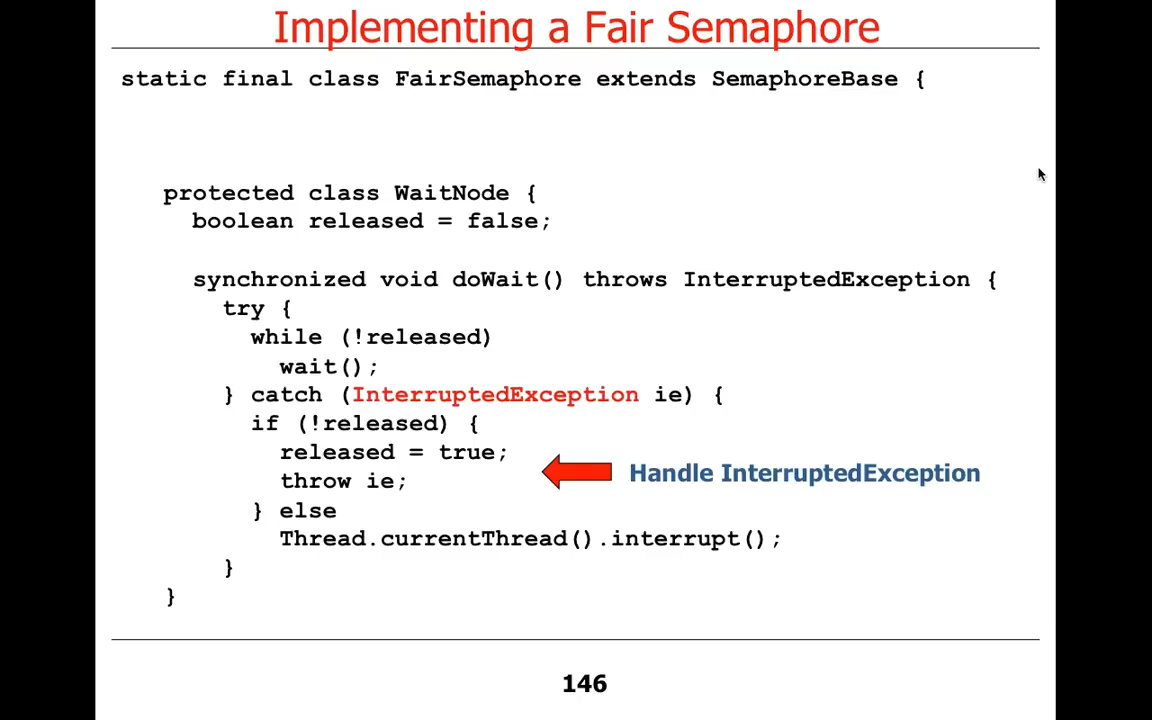 Implementing a Fair Semaphore
static final class FairSemaphore extends SemaphoreBase {
protected class WaitNode {
boolean released = false;
synchronized void doWait() throws InterruptedException {
try {
while (!released)
wait();
} catch (InterruptedException ie) {
if (!released) {
released = true;
throw ie;
Handle InterruptedException
} else
Thread.currentThread().interrupt();
}
}
146